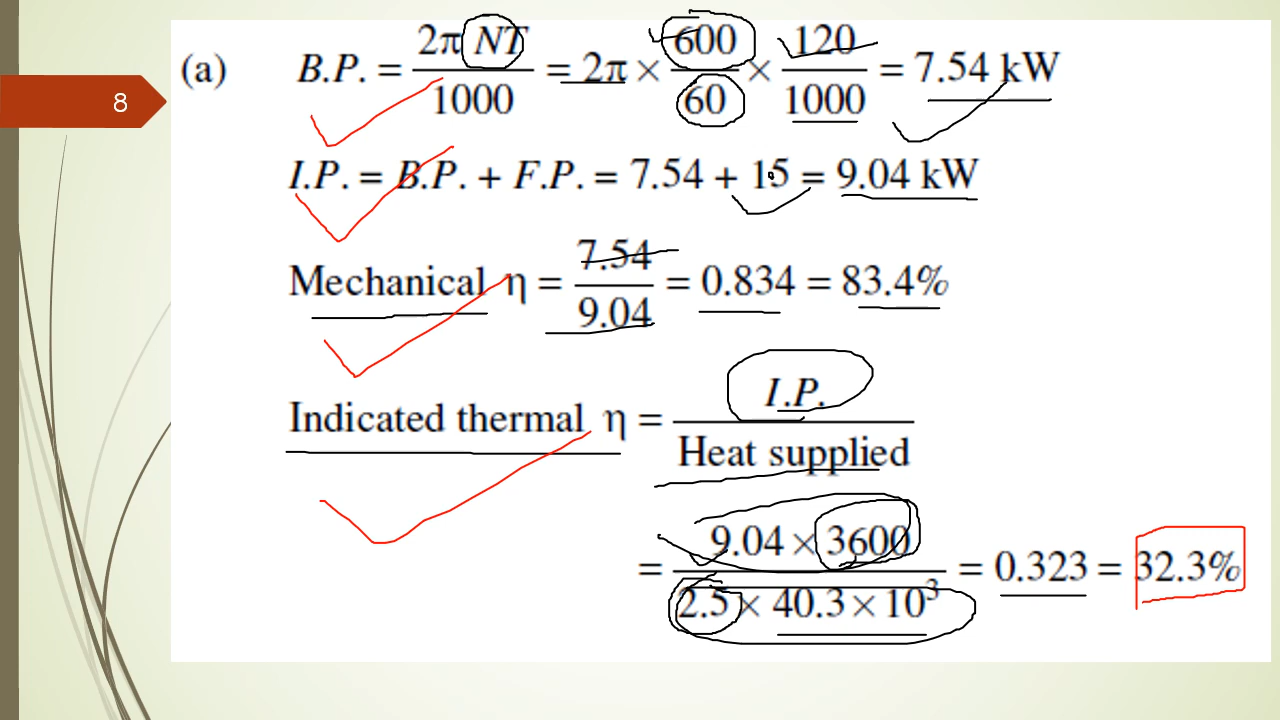 8
(a) B.P. = 2π NT / 1000 = 2π × 600 / 60 × 120 / 1000 = 7.54 kW
I.P. = B.P. + F.P. = 7.54 + 1.5 = 9.04 kW
Mechanical η = 7.54 / 9.04 = 0.834 = 83.4%
Indicated thermal η = I.P. / Heat supplied
= 9.04 × 3600 / 2.5 × 40.3 × 10³ = 0.323 = 32.3%